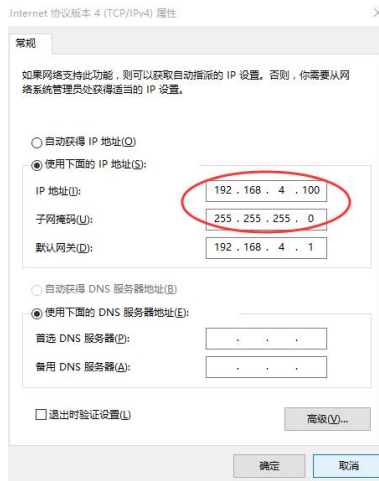 Internet 协议版本 4 (TCP/IPv4) 属性
常规
如果网络支持此功能，则可以获取自动指派的 IP 设置。否则，你需要从网
络系统管理员处获得适当的 IP 设置。
自动获得 IP 地址(O)
使用下面的 IP 地址(S):
IP 地址(I): 192 . 168 . 4 . 100
子网掩码(U): 255 . 255 . 255 . 0
默认网关(D): 192 . 168 . 4 . 1
自动获得 DNS 服务器地址(B)
使用下面的 DNS 服务器地址(E):
首选 DNS 服务器(P): . . .
备用 DNS 服务器(A): . . .
退出时验证设置(L)
高级(V)...
确定 取消